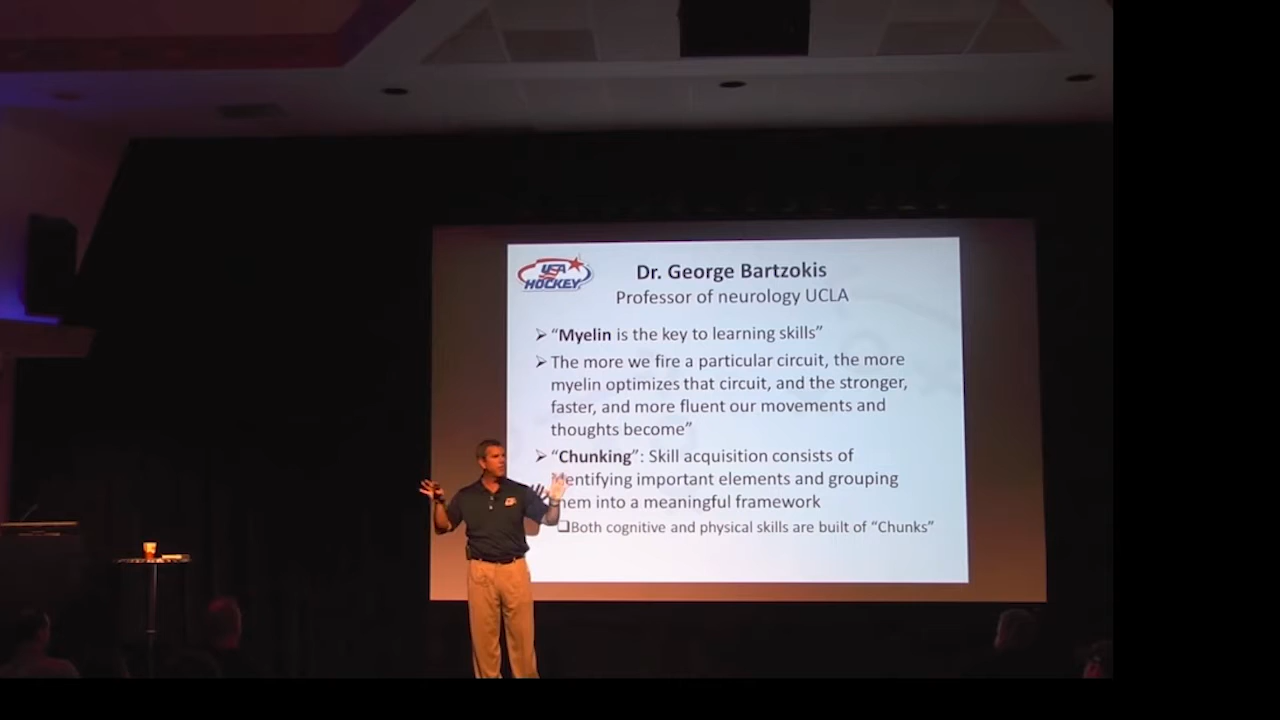 USA
HOCKEY
Dr. George Bartzokis
Professor of neurology UCLA
➢ “Myelin is the key to learning skills”
➢ The more we fire a particular circuit, the more
myelin optimizes that circuit, and the stronger,
faster, and more fluent our movements and
thoughts become”
➢ “Chunking”: Skill acquisition consists of
identifying important elements and grouping
them into a meaningful framework
❑Both cognitive and physical skills are built of “Chunks”